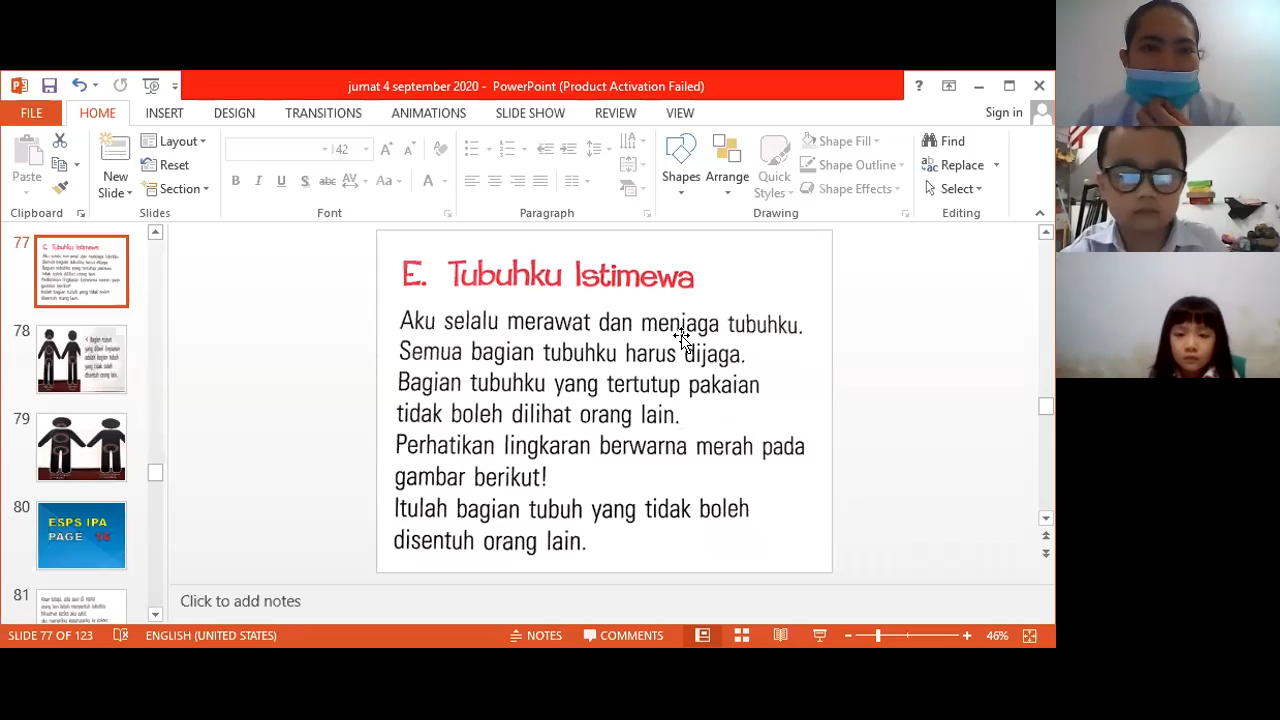 jumat 4 september 2020 - PowerPoint (Product Activation Failed)
FILE HOME INSERT DESIGN TRANSITIONS ANIMATIONS SLIDE SHOW REVIEW VIEW Sign in
Paste
New
Slide
Layout
Reset
Section
42
Shapes
Arrange
Quick
Styles
Shape Fill
Shape Outline
Shape Effects
Find
Replace
Select
Clipboard Slides Font Paragraph Drawing Editing
77
78
79
80
ESPS IPA
PAGE
81
E. Tubuhku Istimewa
Aku selalu merawat dan menjaga tubuhku.
Semua bagian tubuhku harus dijaga.
Bagian tubuhku yang tertutup pakaian
tidak boleh dilihat orang lain.
Perhatikan lingkaran berwarna merah pada
gambar berikut!
Itulah bagian tubuh yang tidak boleh
disentuh orang lain.
Click to add notes
SLIDE 77 OF 123 ENGLISH (UNITED STATES) NOTES COMMENTS 46%